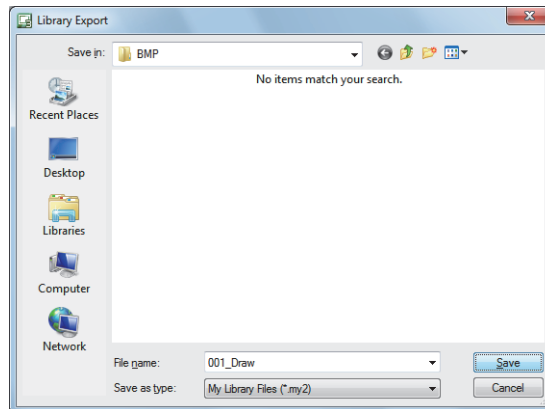 Library Export
Save in: BMP
No items match your search.
Recent Places
Desktop
Libraries
Computer
Network
File name: 001_Draw Save
Save as type: My Library Files (*.my2) Cancel